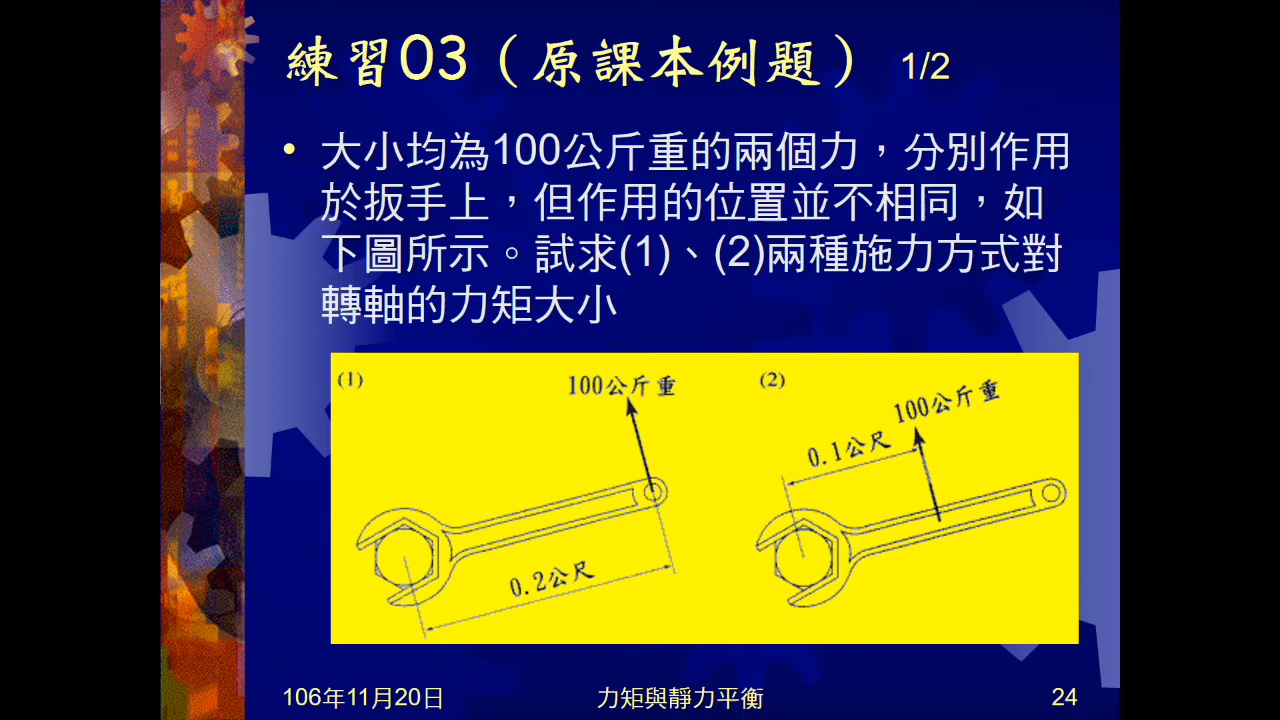 練習03（原課本例題） 1/2
• 大小均為100公斤重的兩個力，分別作用
於扳手上，但作用的位置並不相同，如
下圖所示。試求(1)、(2)兩種施力方式對
轉軸的力矩大小
(1)
100公斤重
0.2公尺
(2)
100公斤重
0.1公尺
106年11月20日
力矩與靜力平衡
24